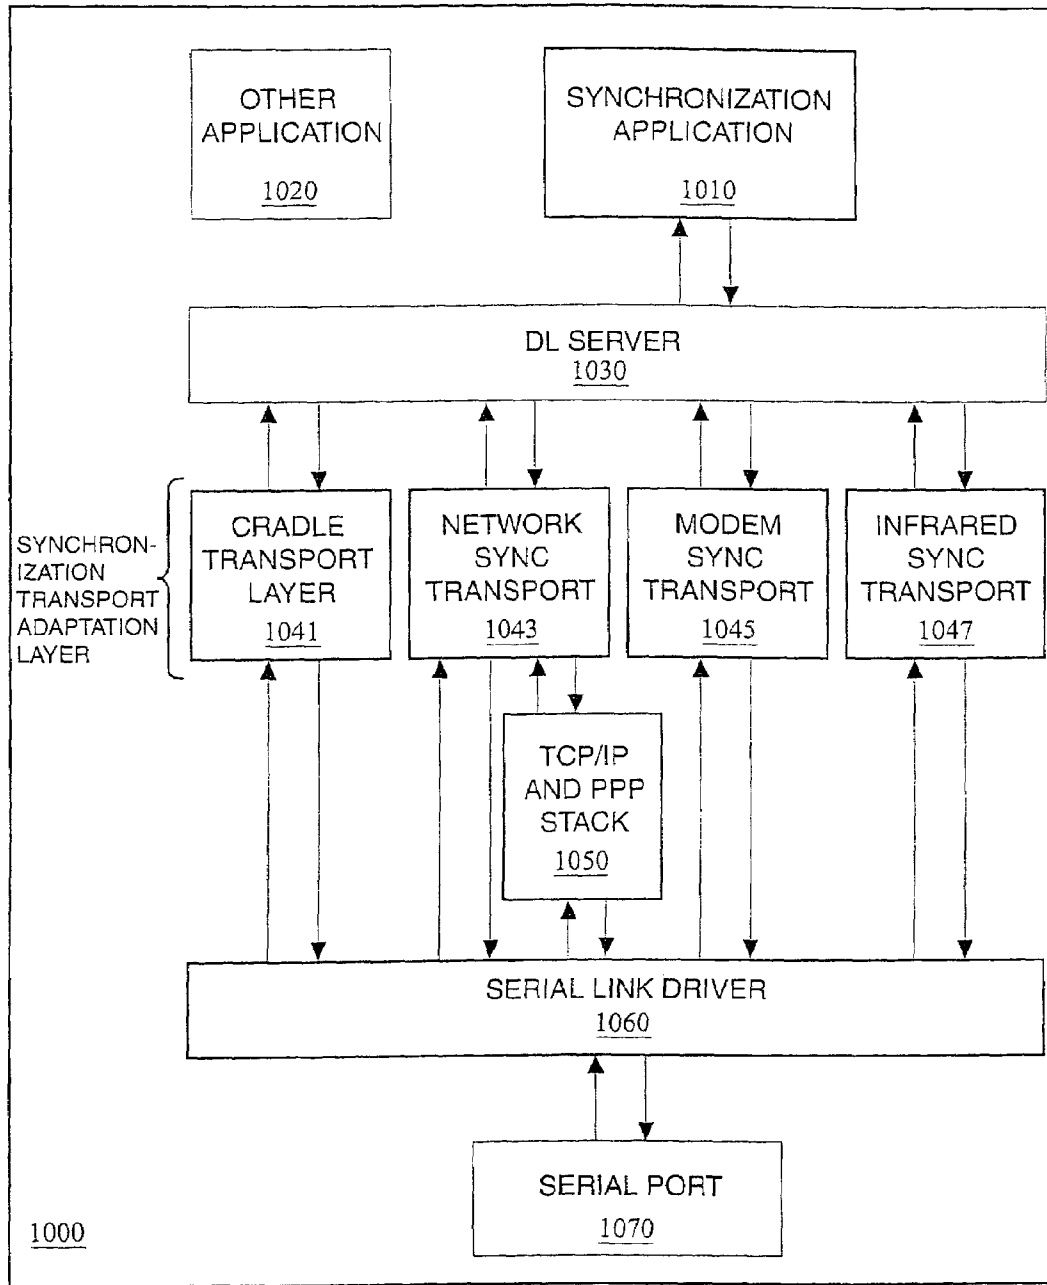 OTHER
APPLICATION
1020
SYNCHRONIZATION
APPLICATION
1010
DL SERVER
1030
SYNCHRON-
IZATION
TRANSPORT
ADAPTATION
LAYER
CRADLE
TRANSPORT
LAYER
1041
NETWORK
SYNC
TRANSPORT
1043
MODEM
SYNC
TRANSPORT
1045
INFRARED
SYNC
TRANSPORT
1047
TCP/IP
AND PPP
STACK
1050
SERIAL LINK DRIVER
1060
SERIAL PORT
1070
1000